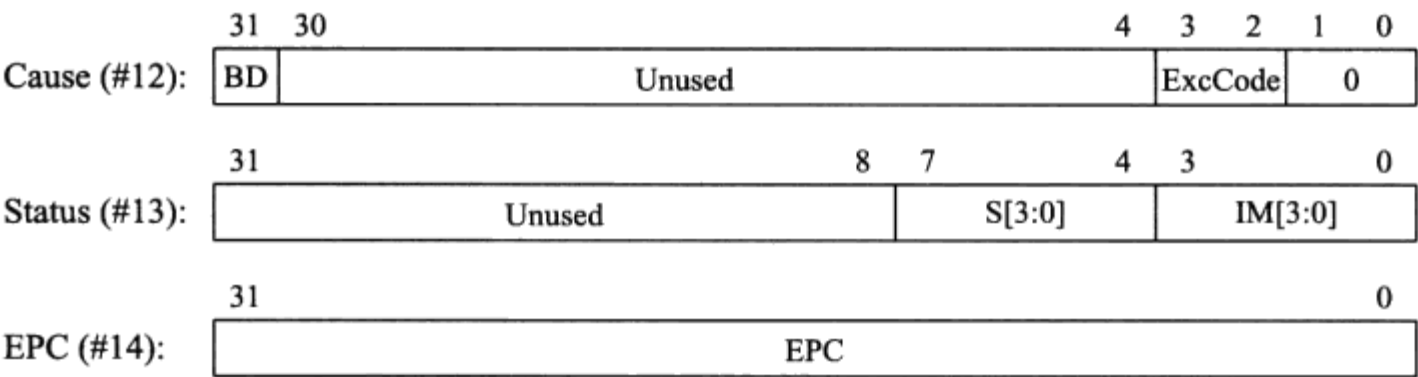 31 30 4 3 2 1 0
Cause (#12): BD Unused ExcCode 0
31 8 7 4 3 0
Status (#13): Unused S[3:0] IM[3:0]
31 0
EPC (#14): EPC